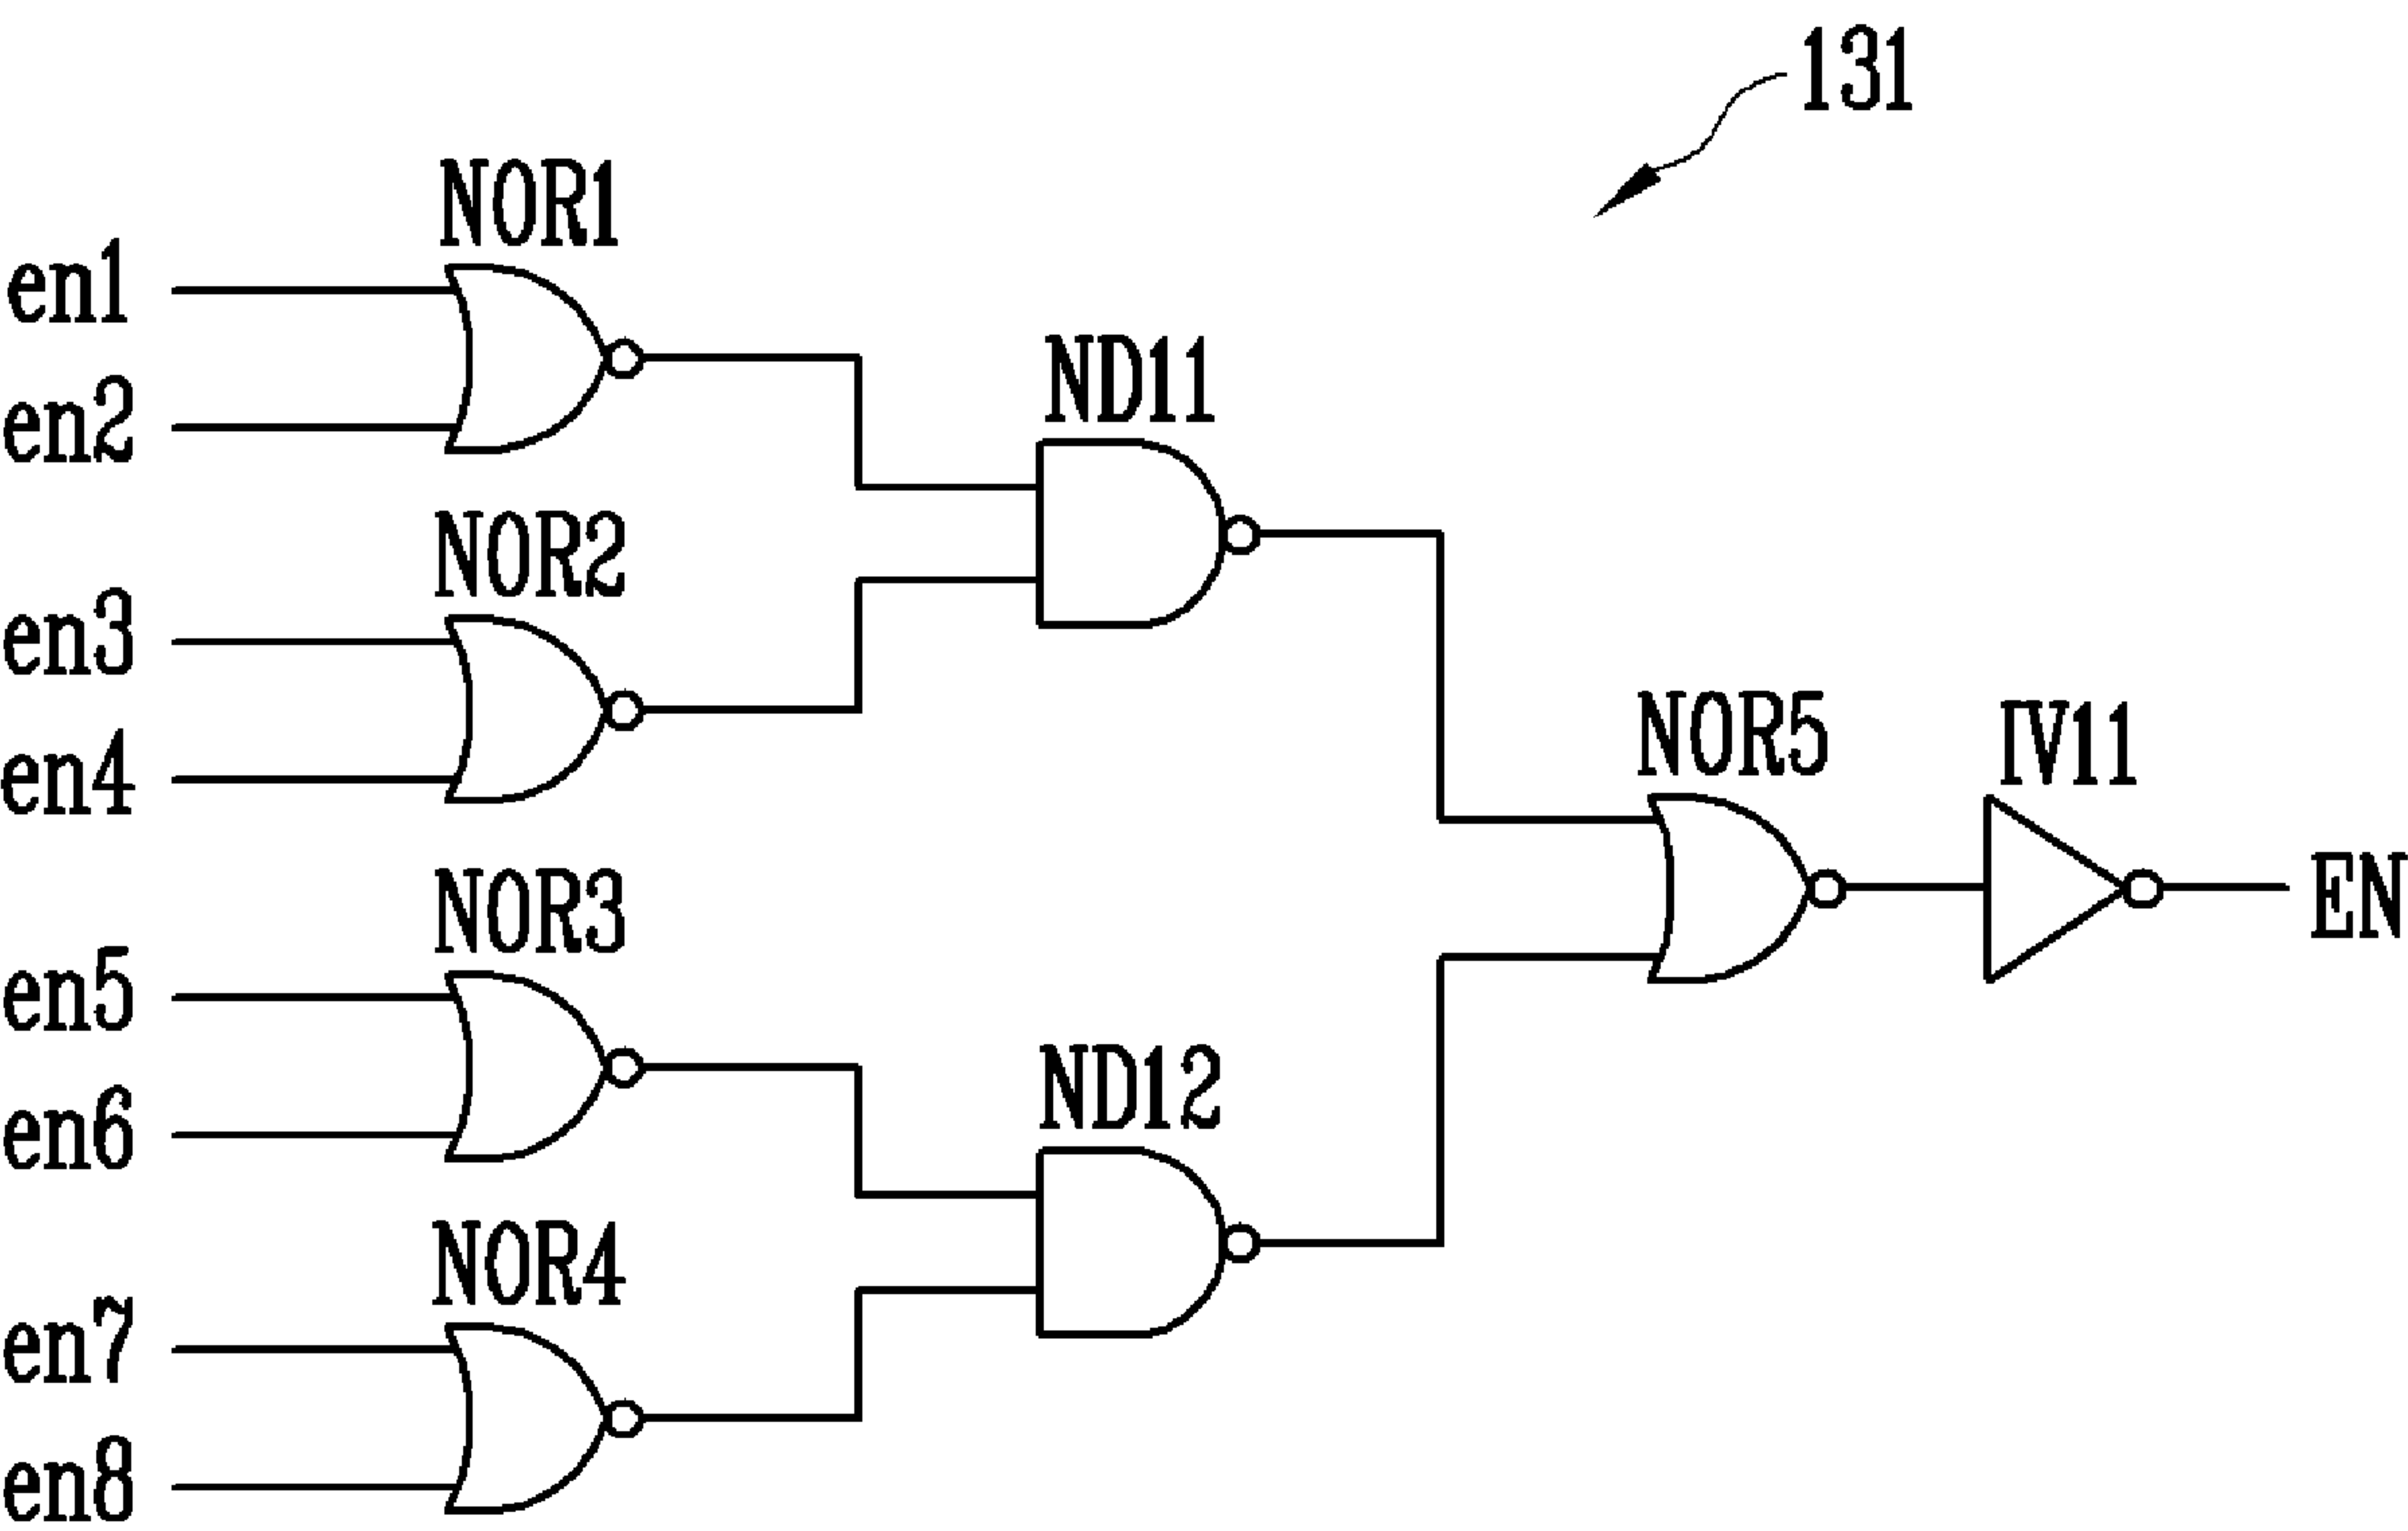 131
NOR1
en1
en2
ND11
NOR2
en3
en4
NOR5
IV11
EN
NOR3
en5
en6
ND12
NOR4
en7
en8